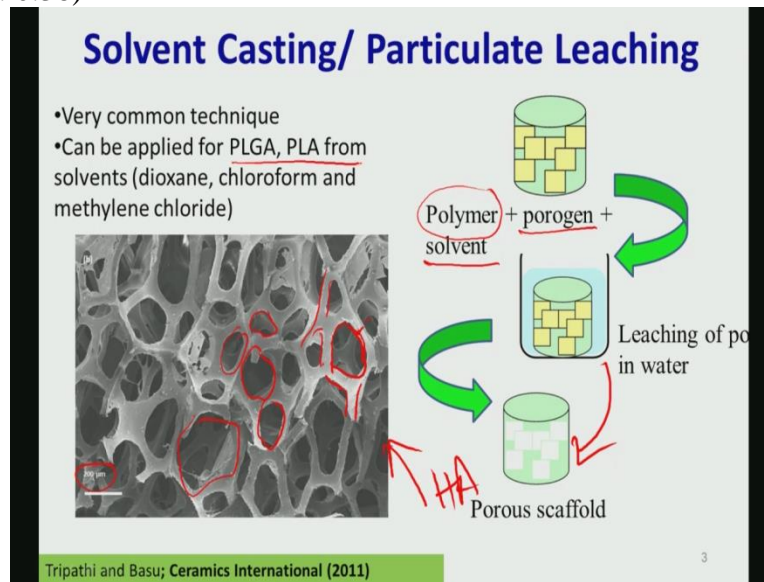 Solvent Casting/ Particulate Leaching
•Very common technique
•Can be applied for PLGA, PLA from
solvents (dioxane, chloroform and
methylene chloride)
Polymer + porogen +
solvent
Leaching of po
in water
HA
Porous scaffold
Tripathi and Basu; Ceramics International (2011)
3